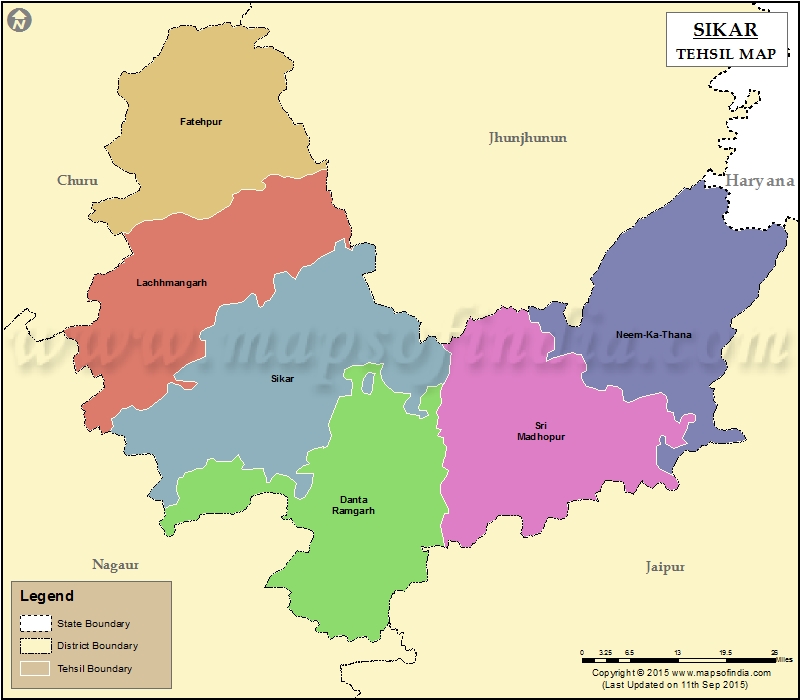 N
SIKAR
TEHSIL MAP
Fatehpur
Jhunjhunun
Churu
Haryana
Lachhmangarh
Neem-Ka-Thana
www.mapsofindia.com
Sikar
Sri
Madhopur
Danta
Ramgarh
Nagaur
Jaipur
Legend
State Boundary
District Boundary
Tehsil Boundary
0 3.25 6.5 13 19.5 26
Miles
Copyright © 2015 www.mapsofindia.com
(Last Updated on 11th Sep 2015)